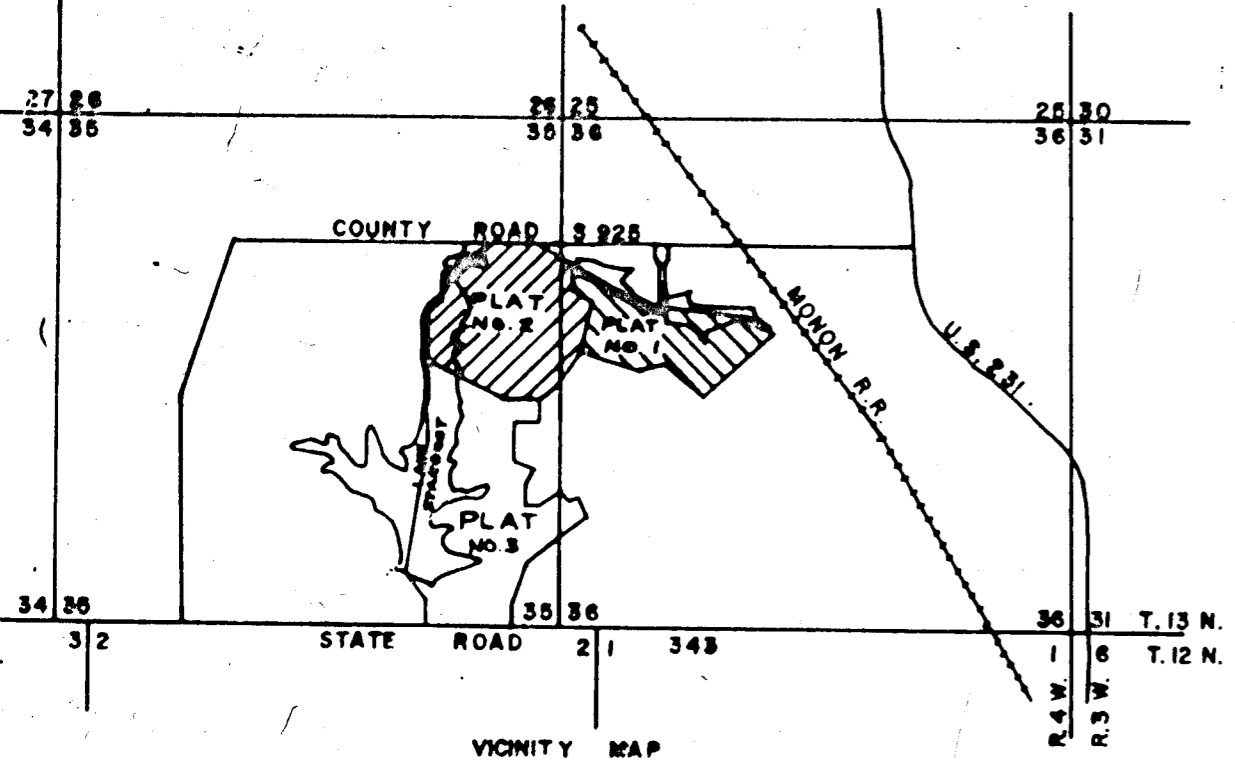 27 26
34 35
26 25
35 36
25 30
36 31
COUNTY ROAD S 925
PLAT
NO. 2
PLAT
NO. 1
MONON R.R.
U.S. 231.
LAKE
PLAT
NO. 3
34 35
35 36
36 31 T. 13 N.
3 2
STATE ROAD 343
2 1
1 6 T. 12 N.
R. 4 W.
R. 3 W.
VICINITY MAP